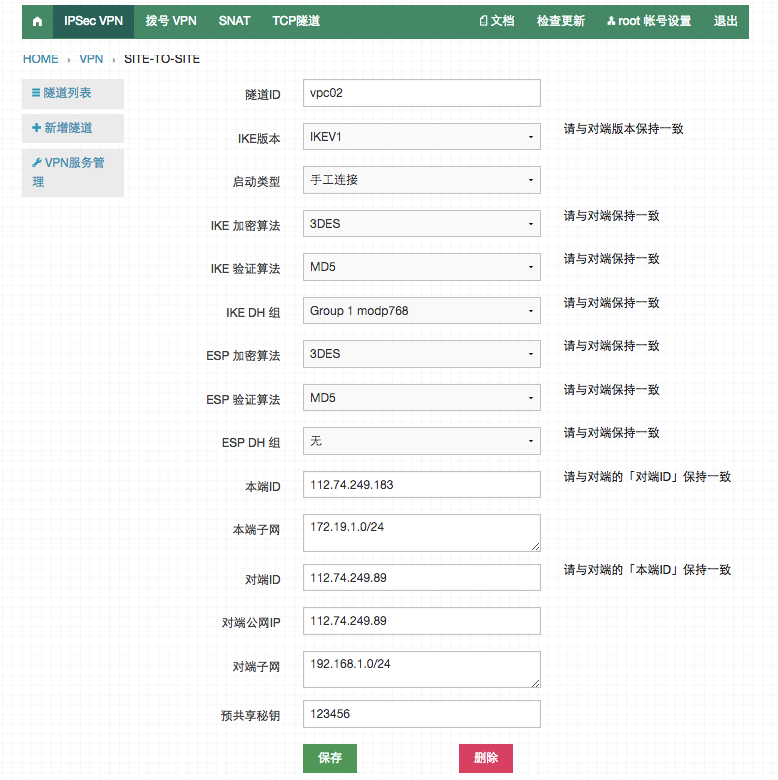 IPSec VPN 拨号 VPN SNAT TCP隧道 文档 检查更新 root 帐号设置 退出
HOME › VPN › SITE-TO-SITE
隧道列表
新增隧道
VPN服务管
理
隧道ID vpc02
IKE版本 IKEV1 请与对端版本保持一致
启动类型 手工连接
IKE 加密算法 3DES 请与对端保持一致
IKE 验证算法 MD5 请与对端保持一致
IKE DH 组 Group 1 modp768 请与对端保持一致
ESP 加密算法 3DES 请与对端保持一致
ESP 验证算法 MD5 请与对端保持一致
ESP DH 组 无 请与对端保持一致
本端ID 112.74.249.183 请与对端的「对端ID」保持一致
本端子网 172.19.1.0/24
对端ID 112.74.249.89 请与对端的「本端ID」保持一致
对端公网IP 112.74.249.89
对端子网 192.168.1.0/24
预共享秘钥 123456
保存 删除